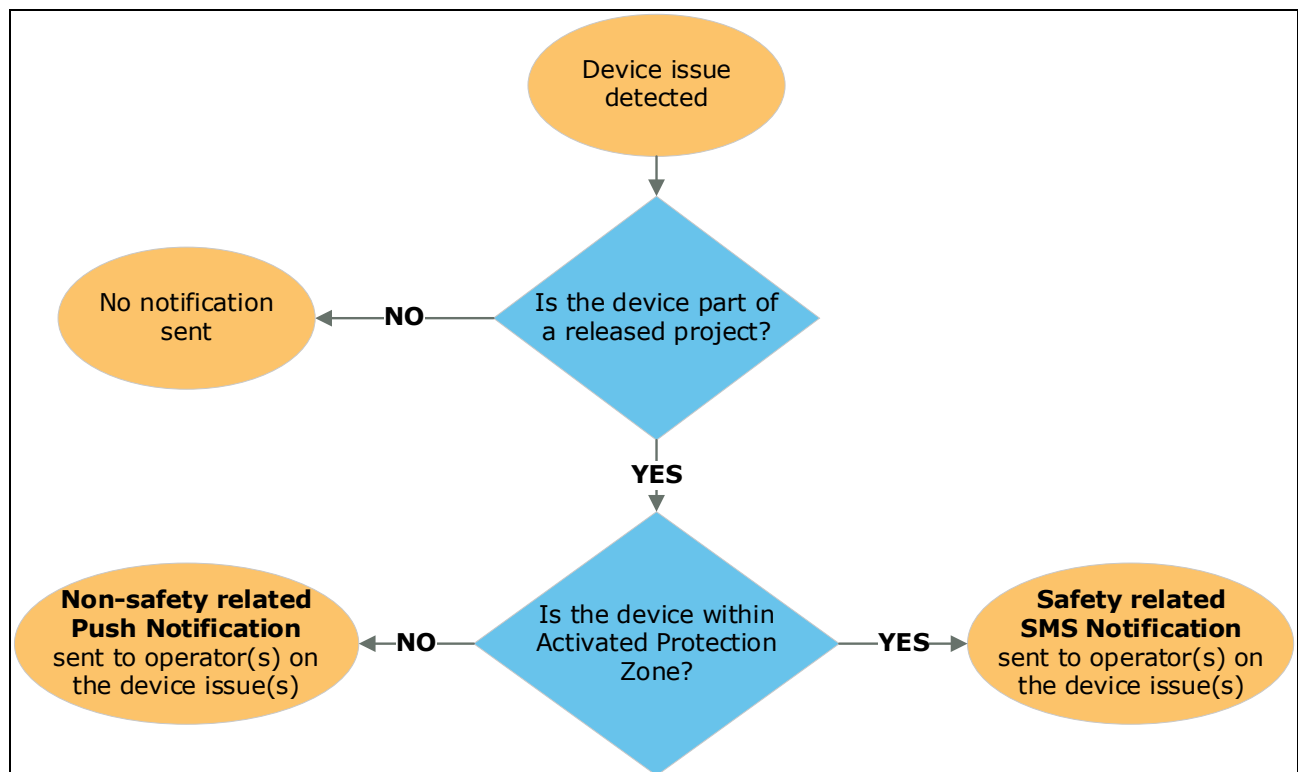 Device issue
detected
Is the device part of
a released project?
NO
No notification
sent
YES
Is the device within
Activated Protection
Zone?
NO
Non-safety related
Push Notification
sent to operator(s) on
the device issue(s)
YES
Safety related
SMS Notification
sent to operator(s) on
the device issue(s)